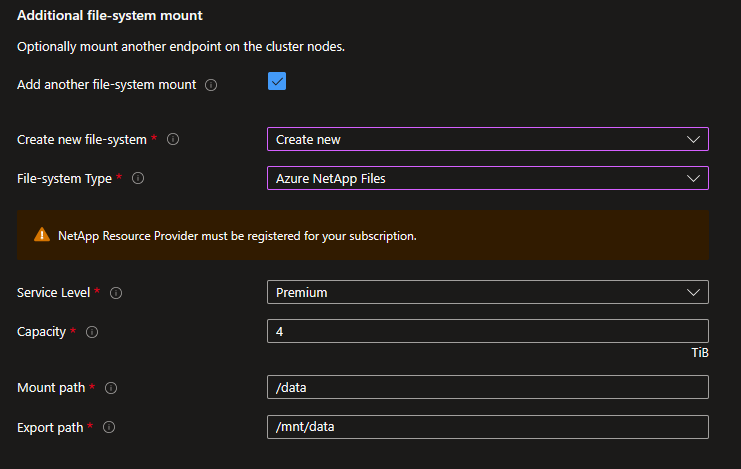 Additional file-system mount
Optionally mount another endpoint on the cluster nodes.
Add another file-system mount
Create new file-system * Create new
File-system Type * Azure NetApp Files
NetApp Resource Provider must be registered for your subscription.
Service Level * Premium
Capacity * 4
TiB
Mount path * /data
Export path * /mnt/data